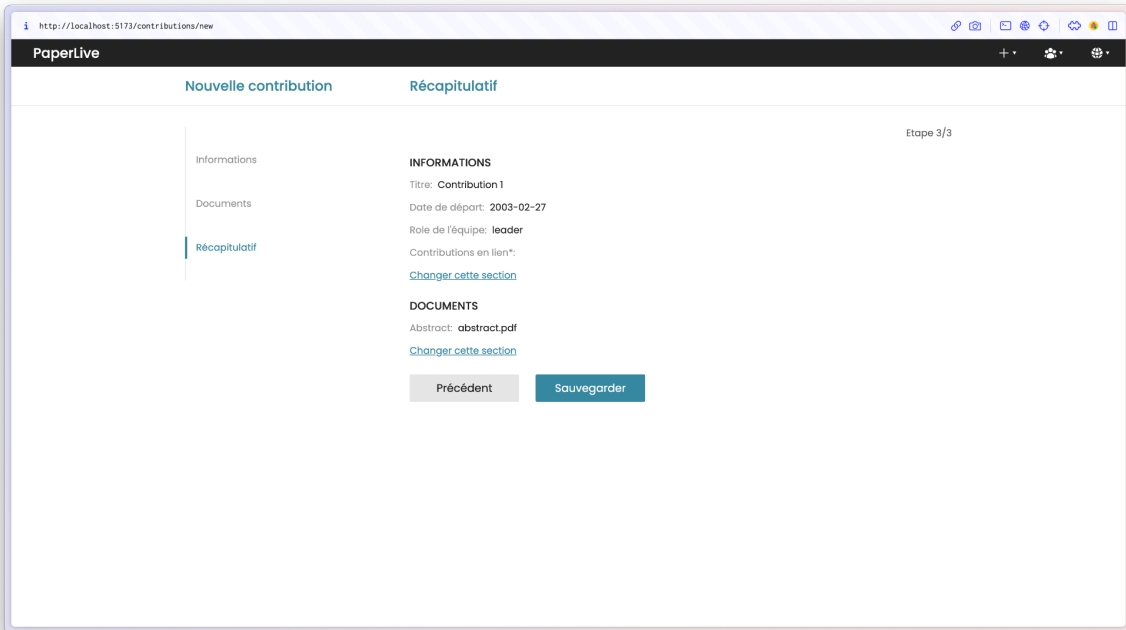 http://localhost:5173/contributions/new
PaperLive
Nouvelle contribution
Récapitulatif
Etape 3/3
Informations
Documents
Récapitulatif
INFORMATIONS
Titre: Contribution 1
Date de départ: 2003-02-27
Role de l'équipe: leader
Contributions en lien*:
Changer cette section
DOCUMENTS
Abstract: abstract.pdf
Changer cette section
Précédent
Sauvegarder